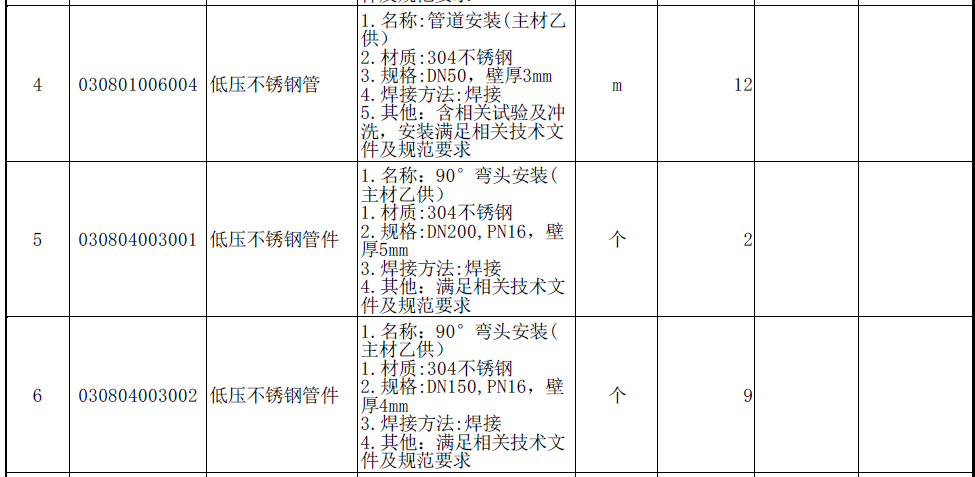 4
030801006004
低压不锈钢管
1.名称:管道安装(主材乙
供)
2.材质:304不锈钢
3.规格:DN50，壁厚3mm
4.焊接方法:焊接
5.其他：含相关试验及冲
洗，安装满足相关技术文
件及规范要求
m
12
5
030804003001
低压不锈钢管件
1.名称：90°弯头安装(
主材乙供）
1.材质:304不锈钢
2.规格:DN200,PN16，壁
厚5mm
3.焊接方法:焊接
4.其他：满足相关技术文
件及规范要求
个
2
6
030804003002
低压不锈钢管件
1.名称：90°弯头安装(
主材乙供）
1.材质:304不锈钢
2.规格:DN150,PN16，壁
厚4mm
3.焊接方法:焊接
4.其他：满足相关技术文
件及规范要求
个
9